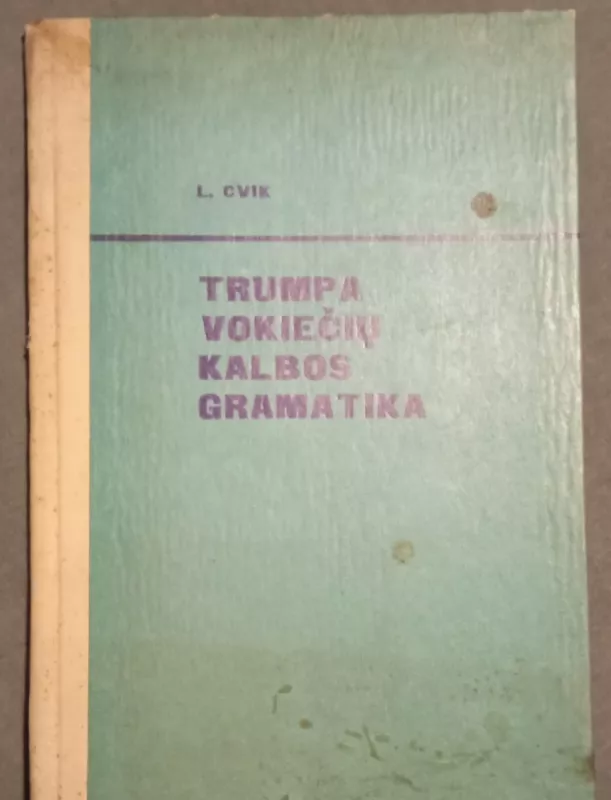 L. CVIK
TRUMPA
VOKIEČIŲ
KALBOS
GRAMATIKA